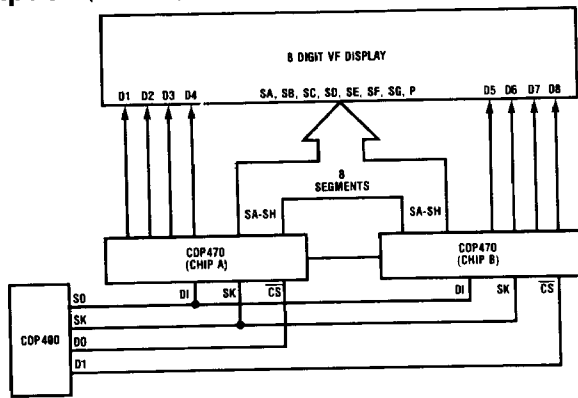 8 DIGIT VF DISPLAY
D1 D2 D3 D4
SA, SB, SC, SD, SE, SF, SG, P
D5 D6 D7 D8
8
SEGMENTS
SA-SH
SA-SH
COP470
(CHIP A)
COP470
(CHIP B)
DI SK CS
DI SK CS
COP400
SO
SK
D0
D1